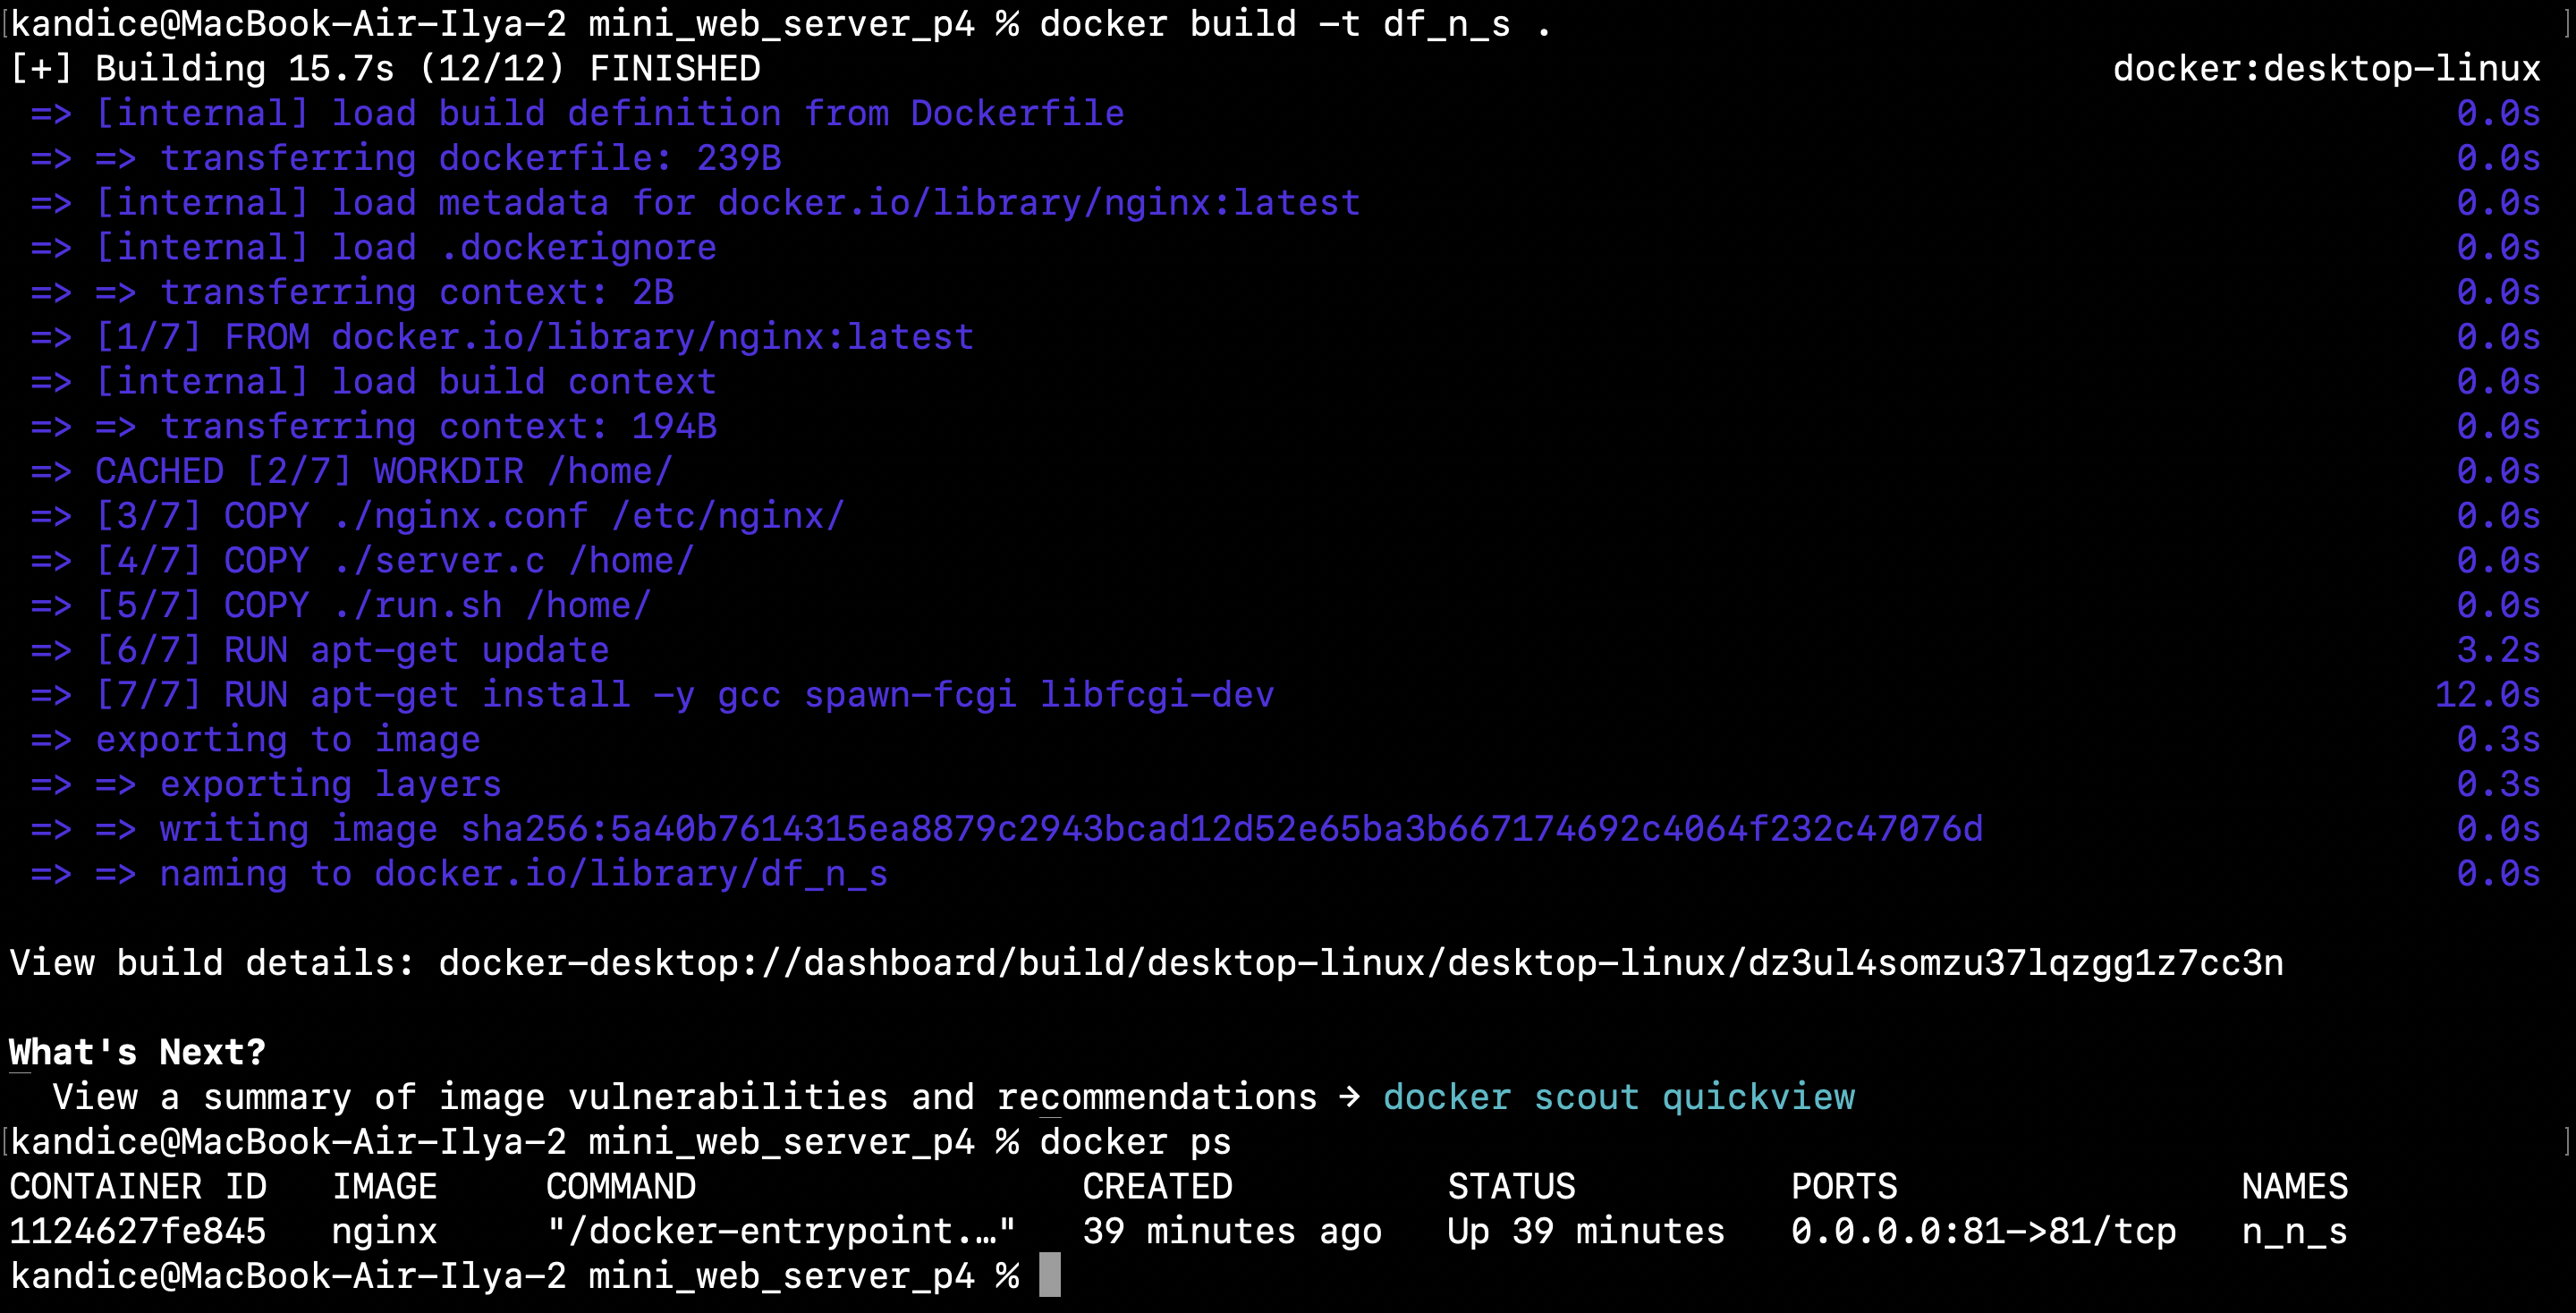 [kandice@MacBook-Air-Ilya-2 mini_web_server_p4 % docker build -t df_n_s . ]
[+] Building 15.7s (12/12) FINISHED docker:desktop-linux
=> [internal] load build definition from Dockerfile 0.0s
=> => transferring dockerfile: 239B 0.0s
=> [internal] load metadata for docker.io/library/nginx:latest 0.0s
=> [internal] load .dockerignore 0.0s
=> => transferring context: 2B 0.0s
=> [1/7] FROM docker.io/library/nginx:latest 0.0s
=> [internal] load build context 0.0s
=> => transferring context: 194B 0.0s
=> CACHED [2/7] WORKDIR /home/ 0.0s
=> [3/7] COPY ./nginx.conf /etc/nginx/ 0.0s
=> [4/7] COPY ./server.c /home/ 0.0s
=> [5/7] COPY ./run.sh /home/ 0.0s
=> [6/7] RUN apt-get update 3.2s
=> [7/7] RUN apt-get install -y gcc spawn-fcgi libfcgi-dev 12.0s
=> exporting to image 0.3s
=> => exporting layers 0.3s
=> => writing image sha256:5a40b7614315ea8879c2943bcad12d52e65ba3b667174692c4064f232c47076d 0.0s
=> => naming to docker.io/library/df_n_s 0.0s
View build details: docker-desktop://dashboard/build/desktop-linux/desktop-linux/dz3ul4somzu37lqzgg1z7cc3n
What's Next?
View a summary of image vulnerabilities and recommendations → docker scout quickview
[kandice@MacBook-Air-Ilya-2 mini_web_server_p4 % docker ps ]
CONTAINER ID IMAGE COMMAND CREATED STATUS PORTS NAMES
1124627fe845 nginx "/docker-entrypoint.…" 39 minutes ago Up 39 minutes 0.0.0.0:81->81/tcp n_n_s
kandice@MacBook-Air-Ilya-2 mini_web_server_p4 %